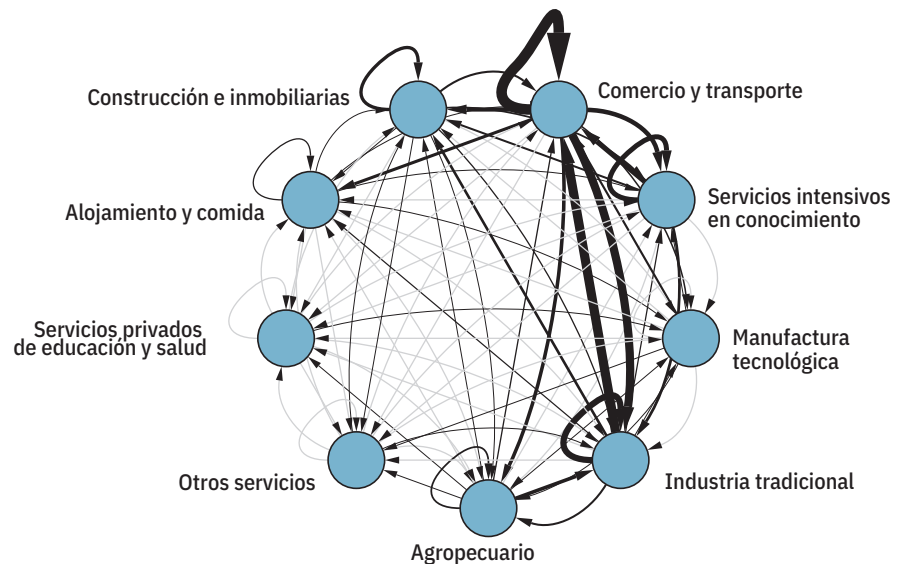 Construcción e inmobiliarias
Comercio y transporte
Alojamiento y comida
Servicios intensivos
en conocimiento
Servicios privados
de educación y salud
Manufactura
tecnológica
Otros servicios
Industria tradicional
Agropecuario